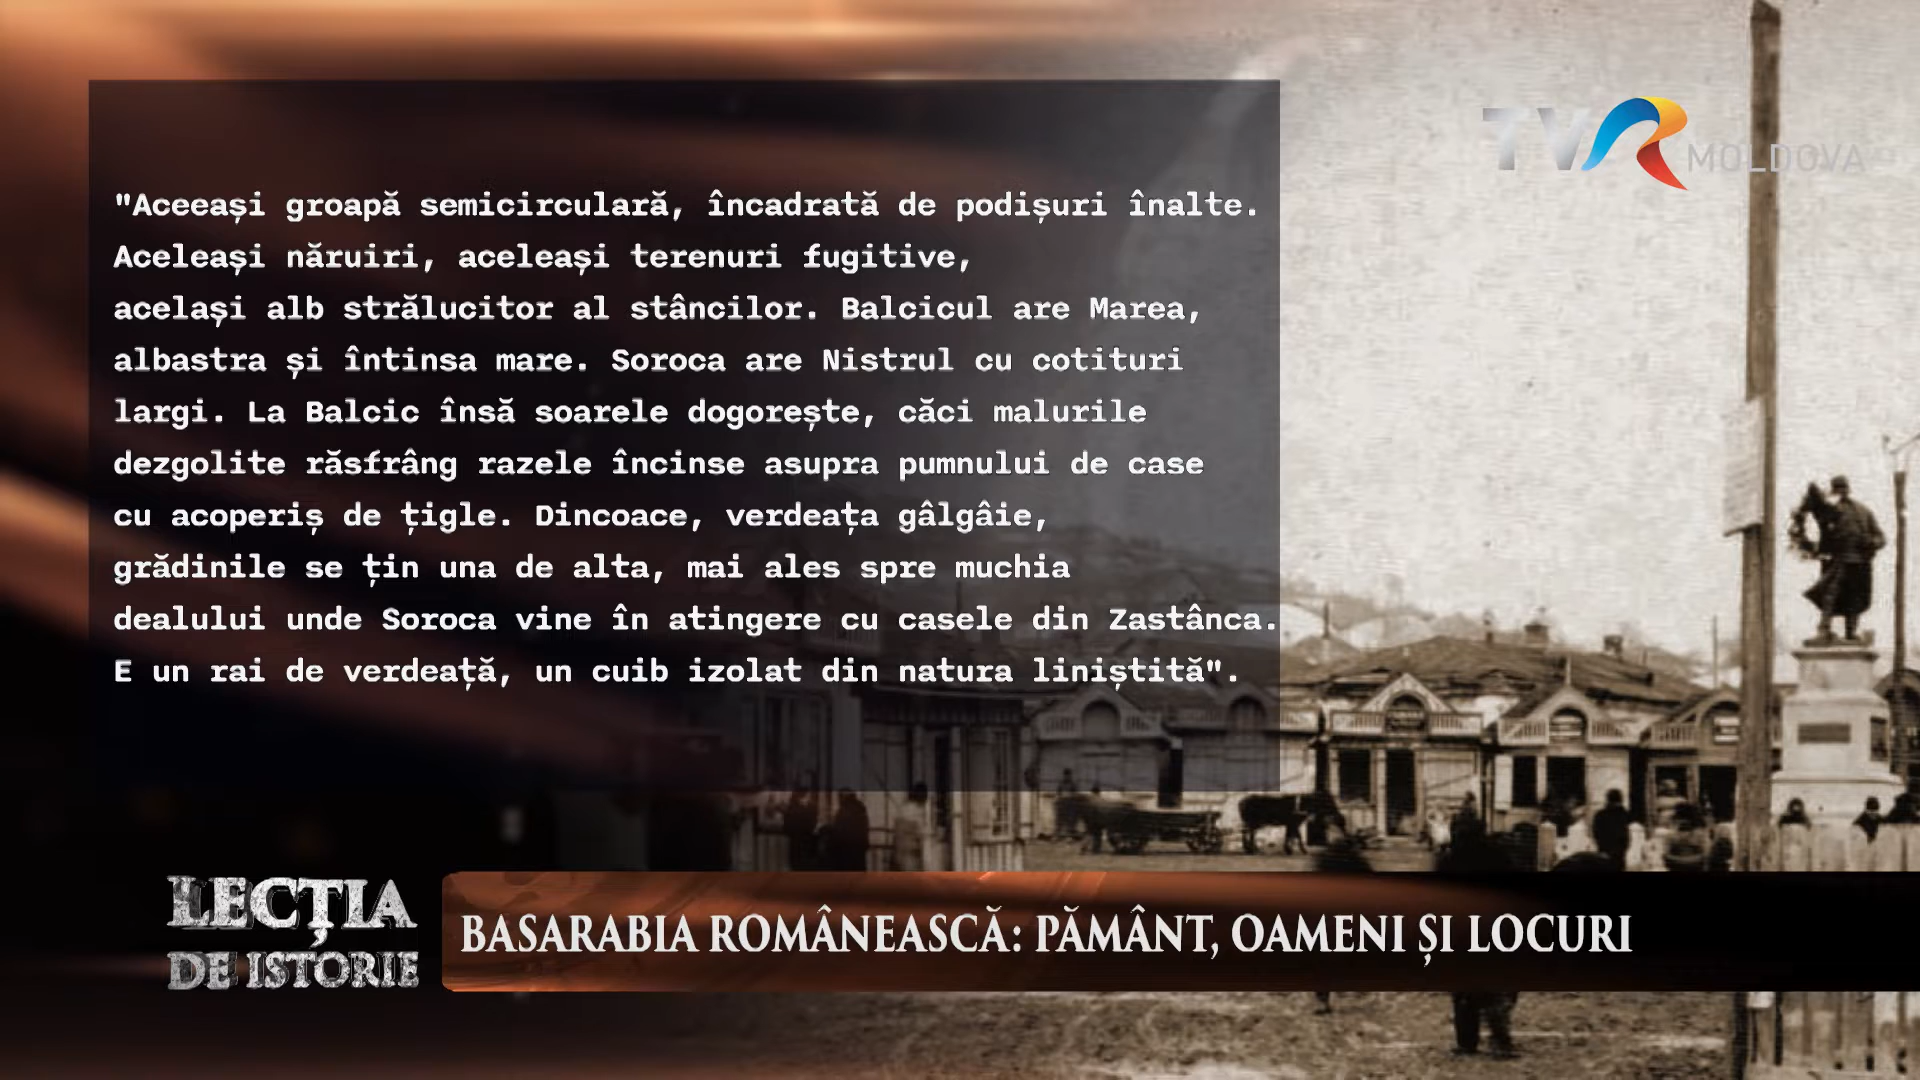 TVR MOLDOVA
"Aceeași groapă semicirculară, încadrată de podișuri înalte.
Aceleași năruiri, aceleași terenuri fugitive,
același alb strălucitor al stâncilor. Balcicul are Marea,
albastra și întinsa mare. Soroca are Nistrul cu cotituri
largi. La Balcic însă soarele dogorește, căci malurile
dezgolite răsfrâng razele încinse asupra pumnului de case
cu acoperiș de țigle. Dincoace, verdeața gâlgâie,
grădinile se țin una de alta, mai ales spre muchia
dealului unde Soroca vine în atingere cu casele din Zastânca.
E un rai de verdeață, un cuib izolat din natura liniștită".
LECȚIA
DE ISTORIE
BASARABIA ROMÂNEASCĂ: PĂMÂNT, OAMENI ȘI LOCURI